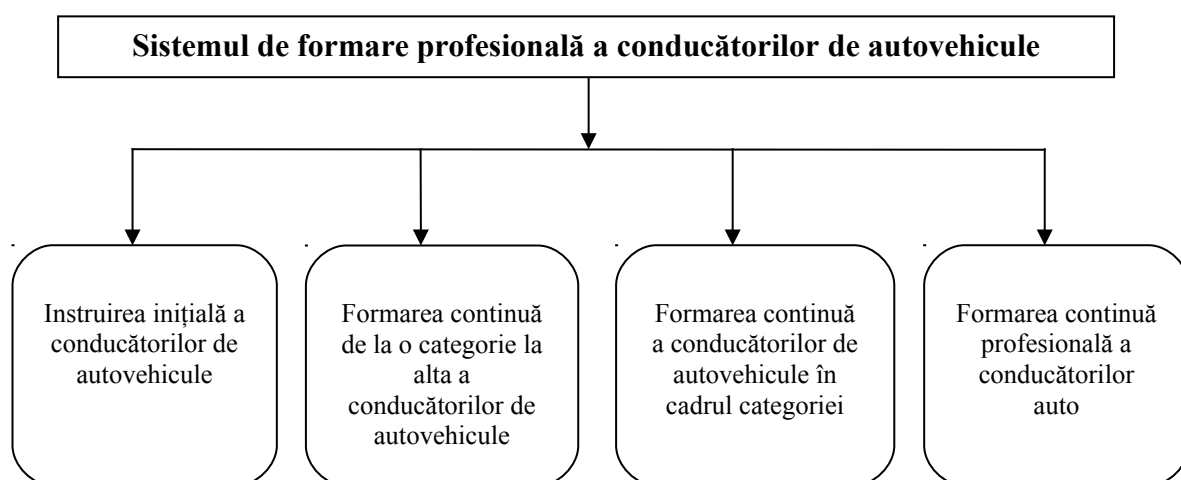 Sistemul de formare profesională a conducătorilor de autovehicule
Instruirea inițială a
conducătorilor de
autovehicule
Formarea continuă
de la o categorie la
alta a
conducătorilor de
autovehicule
Formarea continuă
a conducătorilor de
autovehicule în
cadrul categoriei
Formarea continuă
profesională a
conducătorilor
auto